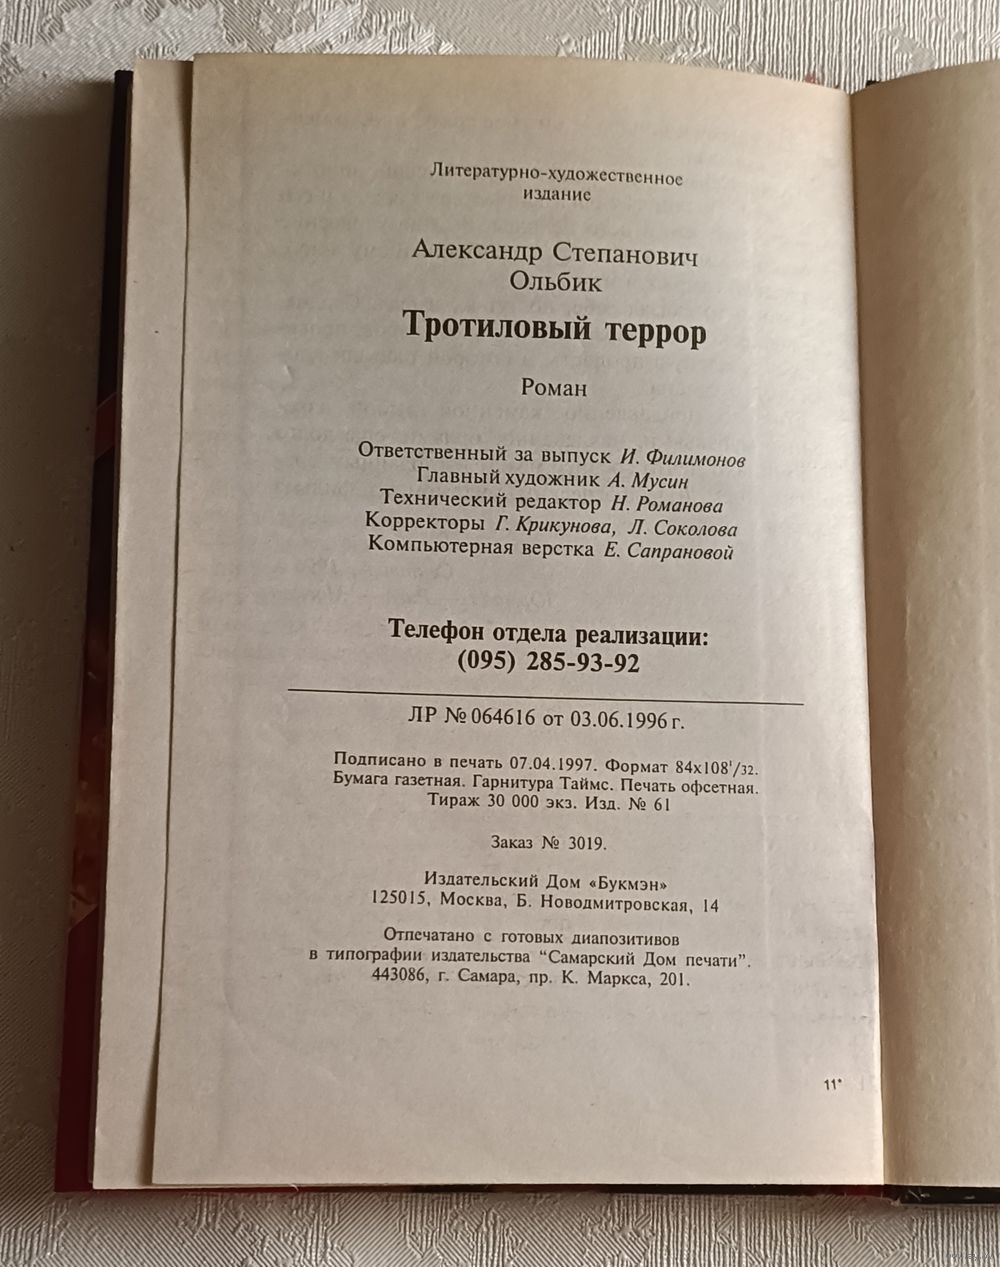 Литературно-художественное
издание
Александр Степанович
Ольбик
Тротиловый террор
Роман
Ответственный за выпуск И. Филимонов
Главный художник А. Мусин
Технический редактор Н. Романова
Корректоры Г. Крикунова, Л. Соколова
Компьютерная верстка Е. Сапрановой
Телефон отдела реализации:
(095) 285-93-92
ЛР № 064616 от 03.06.1996 г.
Подписано в печать 07.04.1997. Формат 84х108¹/32.
Бумага газетная. Гарнитура Таймс. Печать офсетная.
Тираж 30 000 экз. Изд. № 61
Заказ № 3019.
Издательский Дом «Букмэн»
125015, Москва, Б. Новодмитровская, 14
Отпечатано с готовых диапозитивов
в типографии издательства “Самарский Дом печати”.
443086, г. Самара, пр. К. Маркса, 201.
11*